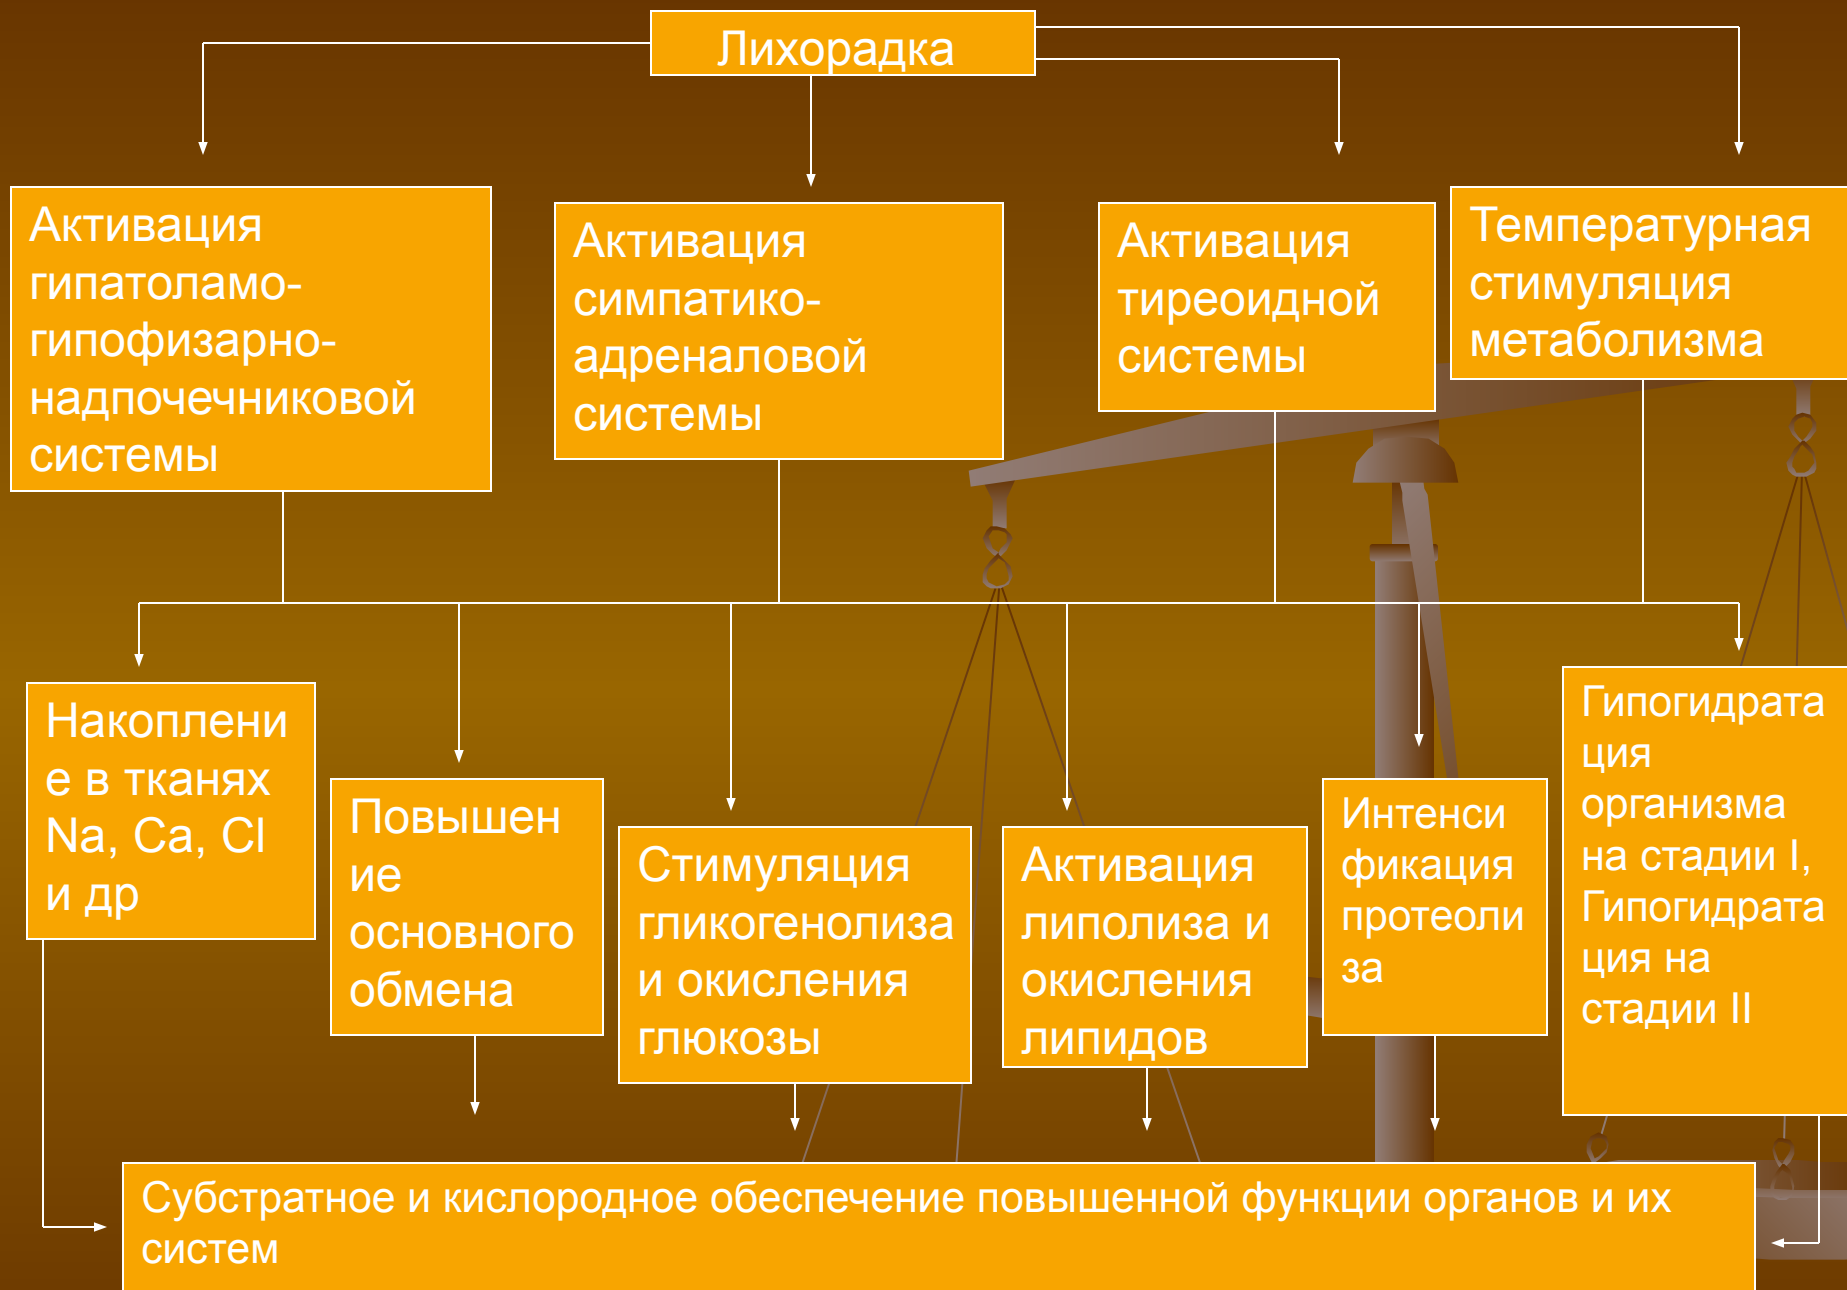 Лихорадка
Активация
гипатоламо-
гипофизарно-
надпочечниковой
системы
Активация
симпатико-
адреналовой
системы
Активация
тиреоидной
системы
Температурная
стимуляция
метаболизма
Накоплени
е в тканях
Na, Ca, Cl
и др
Повышен
ие
основного
обмена
Стимуляция
гликогенолиза
и окисления
глюкозы
Активация
липолиза и
окисления
липидов
Интенси
фикация
протеоли
за
Гипогидрата
ция
организма
на стадии I,
Гипогидрата
ция на
стадии II
Субстратное и кислородное обеспечение повышенной функции органов и их
систем